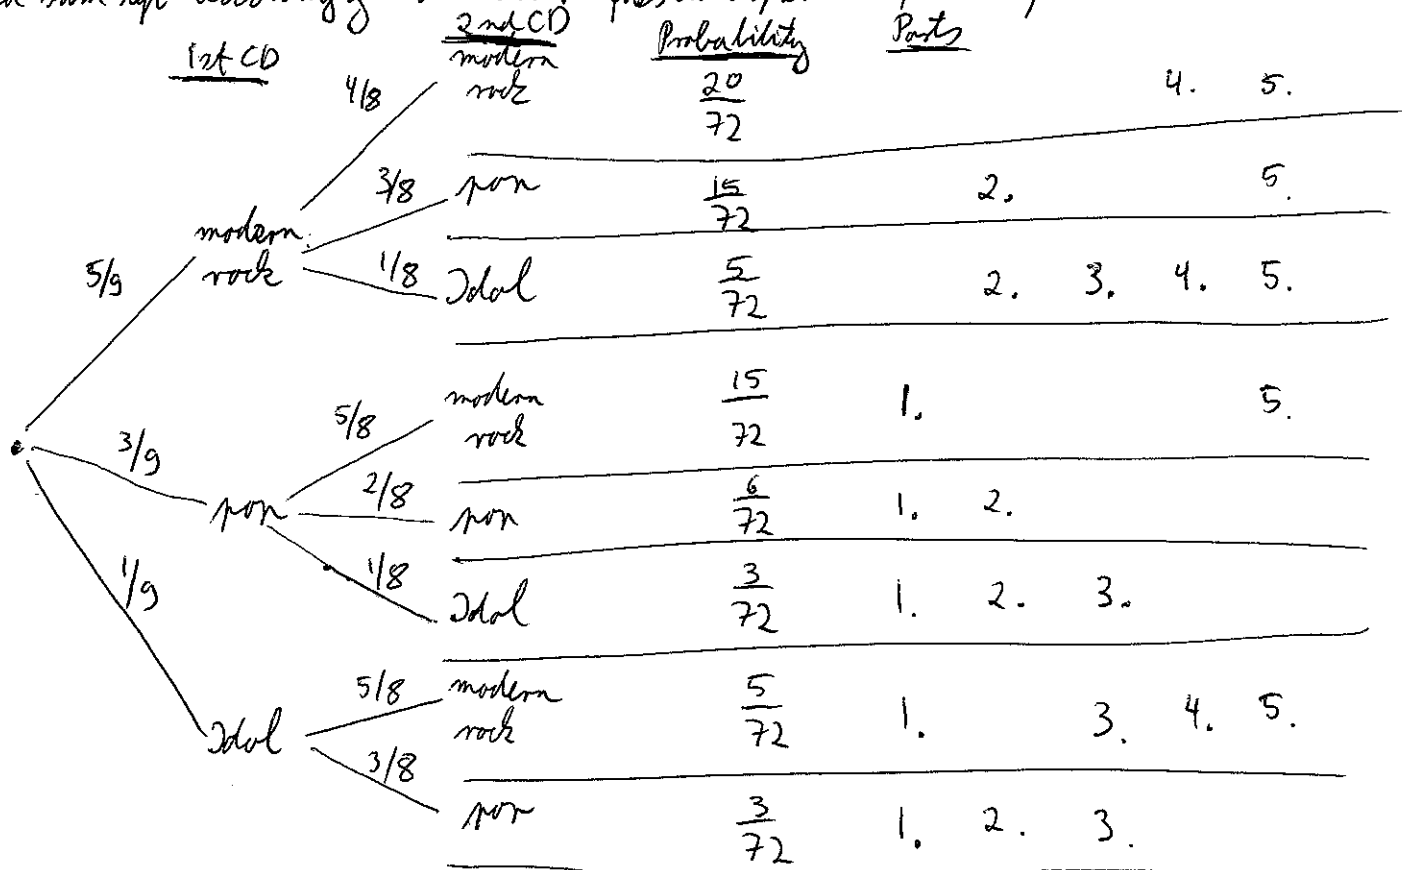 accordingly
1st CD 2nd CD Probability Parts
4/8 modern rock 20/72 4. 5.
3/8 pop 15/72 2. 5.
5/9 modern rock
1/8 Idol 5/72 2. 3. 4. 5.
5/8 modern rock 15/72 1. 5.
3/9 pop 2/8 pop 6/72 1. 2.
1/8 Idol 3/72 1. 2. 3.
1/9 Idol 5/8 modern rock 5/72 1. 3. 4. 5.
3/8 pop 3/72 1. 2. 3.